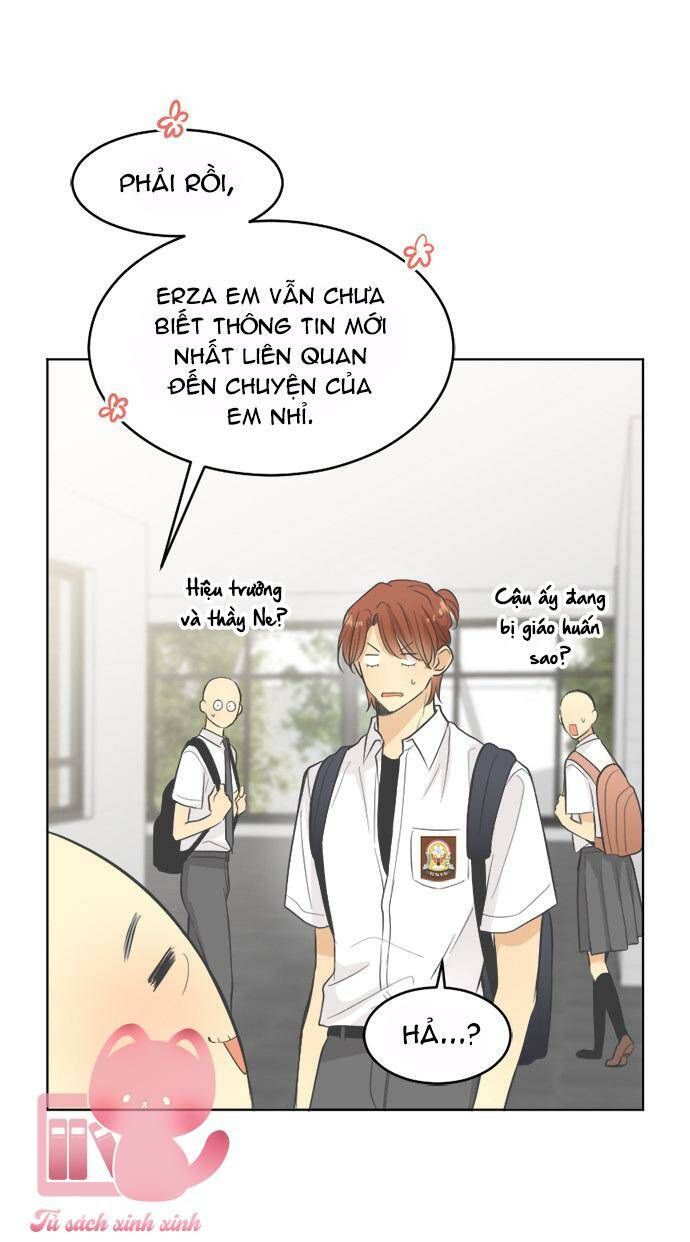 PHẢI RỒI,
ERZA EM VẪN CHƯA
BIẾT THÔNG TIN MỚI
NHẤT LIÊN QUAN
ĐẾN CHUYỆN CỦA
EM NHỈ.
Hiệu trưởng
và thầy Ne?
Cậu ấy đang
bị giáo huấn
sao?
HẢ...?
Tủ sách xinh xinh